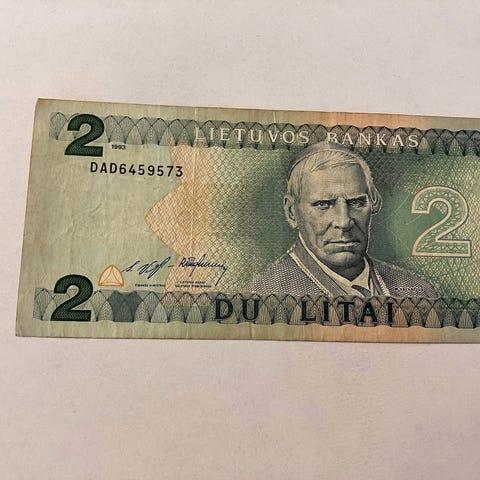 2 1993 LIETUVOS BANKAS
DAD6459573
2
2 DU LITAI